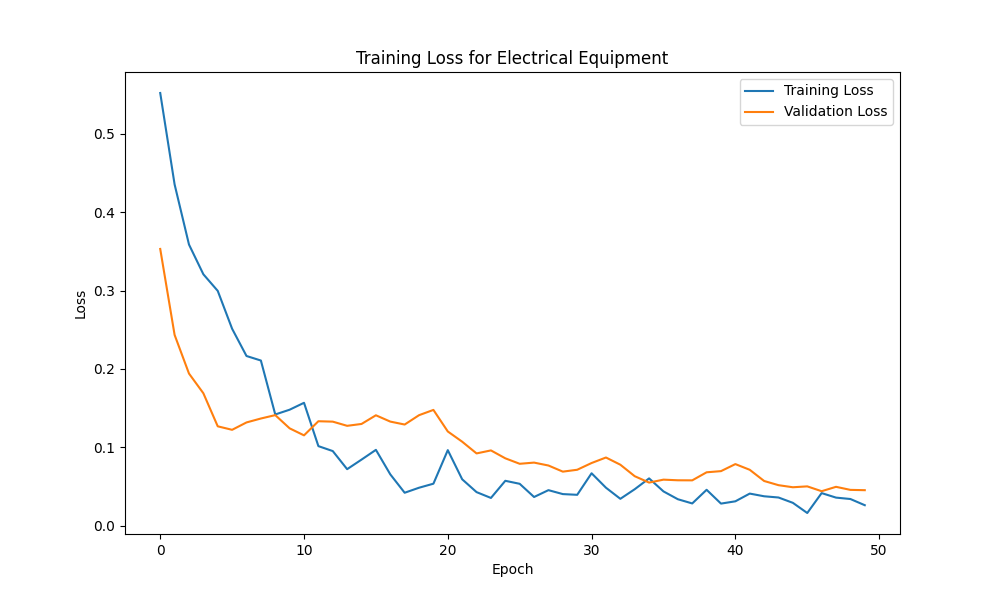 Training Loss for Electrical Equipment
Training Loss
Validation Loss
Loss
0.5
0.4
0.3
0.2
0.1
0.0
0 10 20 30 40 50
Epoch